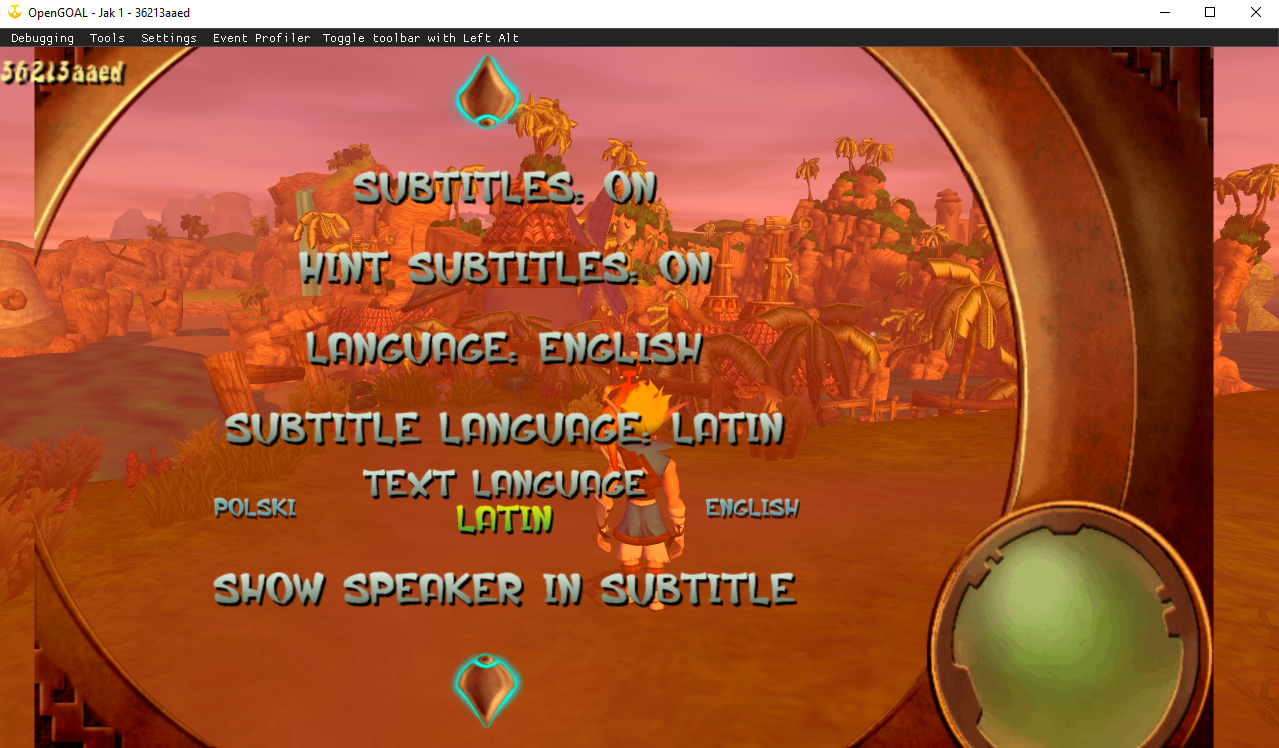 OpenGOAL - Jak 1 - 36213aaed
Debugging Tools Settings Event Profiler Toggle toolbar with Left Alt
36213aaed
SUBTITLES: ON
HINT SUBTITLES: ON
LANGUAGE: ENGLISH
SUBTITLE LANGUAGE: LATIN
TEXT LANGUAGE
POLSKI LATIN ENGLISH
SHOW SPEAKER IN SUBTITLE